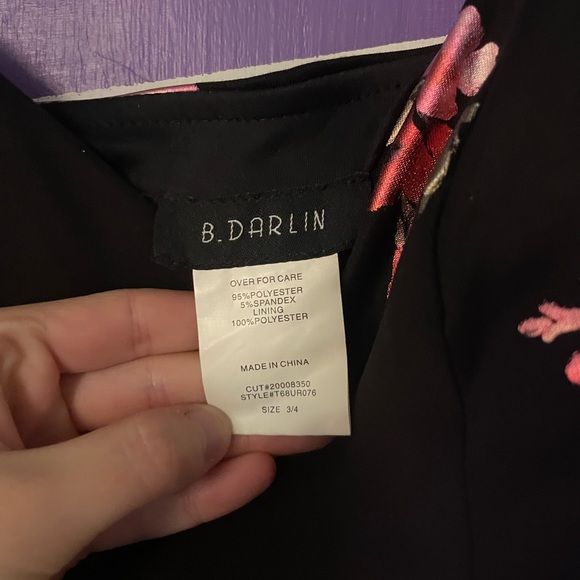 B.DARLIN
OVER FOR CARE
95%POLYESTER
5%SPANDEX
LINING
100%POLYESTER
MADE IN CHINA
CUT#20008350
STYLE#T68UR076
SIZE 3/4